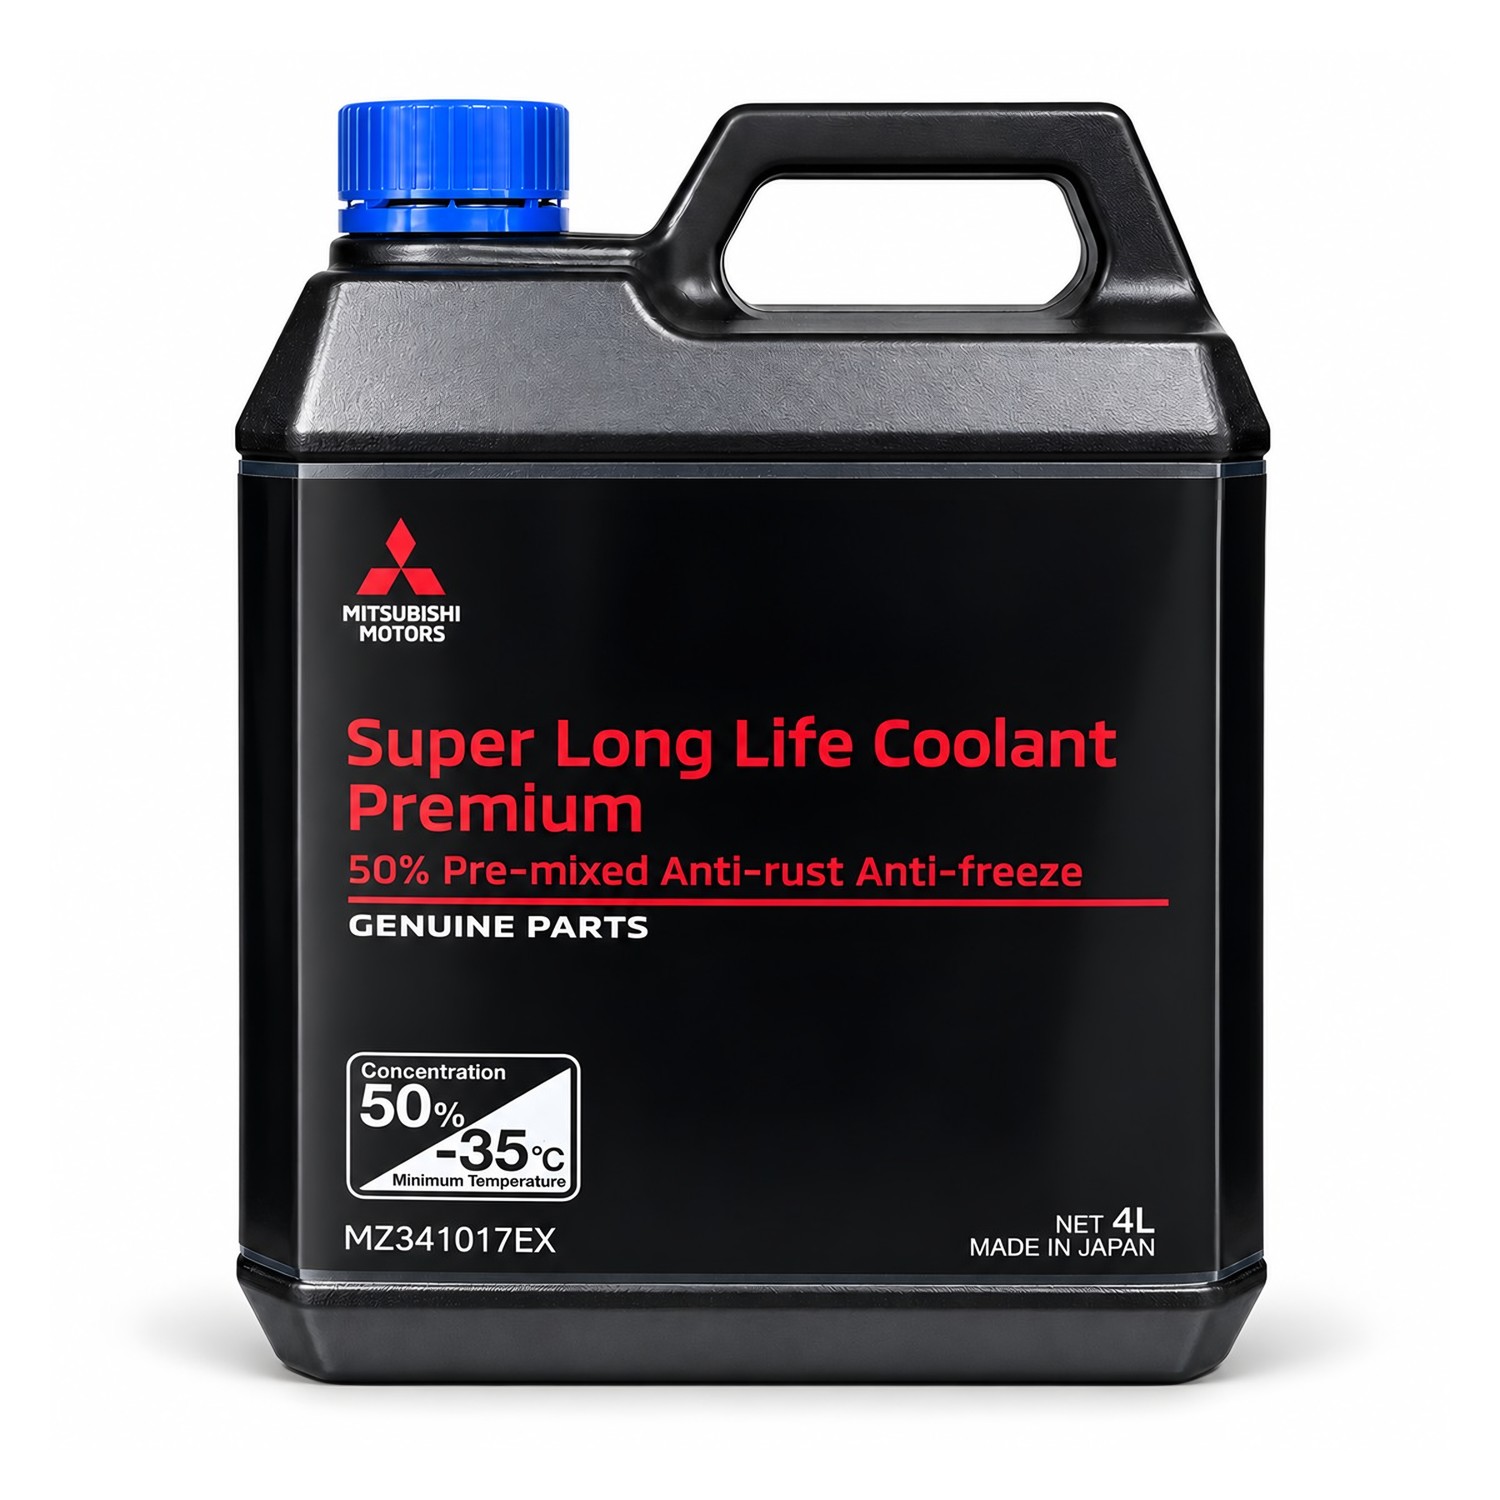 MITSUBISHI
MOTORS
Super Long Life Coolant
Premium
50% Pre-mixed Anti-rust Anti-freeze
GENUINE PARTS
Concentration
50%
-35°C
Minimum Temperature
MZ341017EX
NET 4L
MADE IN JAPAN